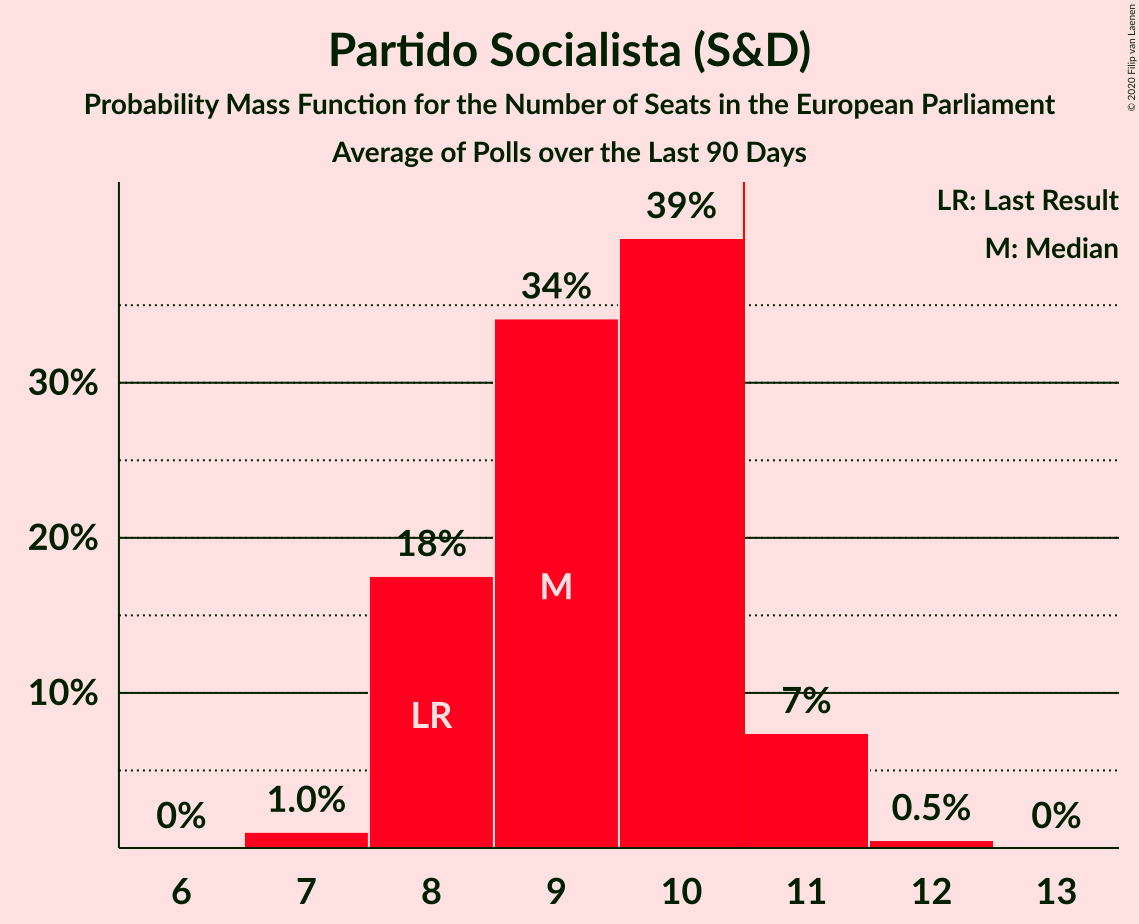 Partido Socialista (S&D)
Probability Mass Function for the Number of Seats in the European Parliament
Average of Polls over the Last 90 Days
© 2020 Filip van Laenen
LR: Last Result
M: Median
39%
34%
30%
20%
18%
M
10%
LR
7%
0%
1.0%
0.5%
0%
6 7 8 9 10 11 12 13